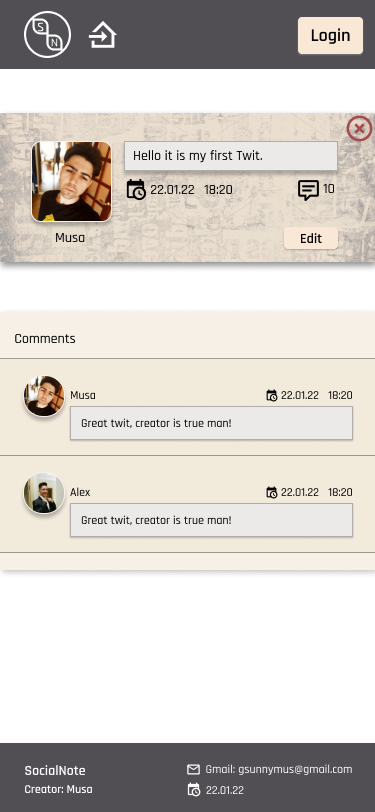 S N
Login
Hello it is my first Twit.
22.01.22 18:20 10
Musa
Edit
Comments
Musa 22.01.22 18:20
Great twit, creator is true man!
Alex 22.01.22 18:20
Great twit, creator is true man!
SocialNote
Creator: Musa
Gmail: gsunnymus@gmail.com
22.01.22